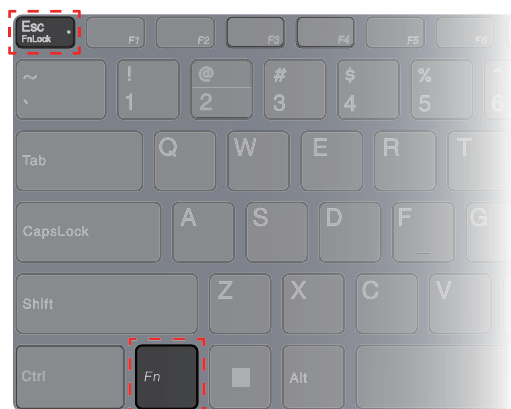 Esc
FnLock
F1
F2
F3
F4
F5
F6
~
`
!
1
@
2
#
3
$
4
%
5
^
6
Tab
Q
W
E
R
T
CapsLock
A
S
D
F
G
Shift
Z
X
C
V
Ctrl
Fn
Alt